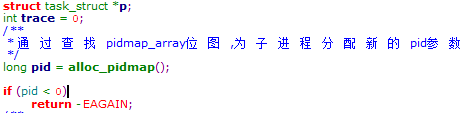 struct task_struct *p;
int trace = 0;
/**
 * 通过查找 pidmap_array位图,为子进程分配新的 pid参数
 */
long pid = alloc_pidmap();
if (pid < 0)
return -EAGAIN;
/**